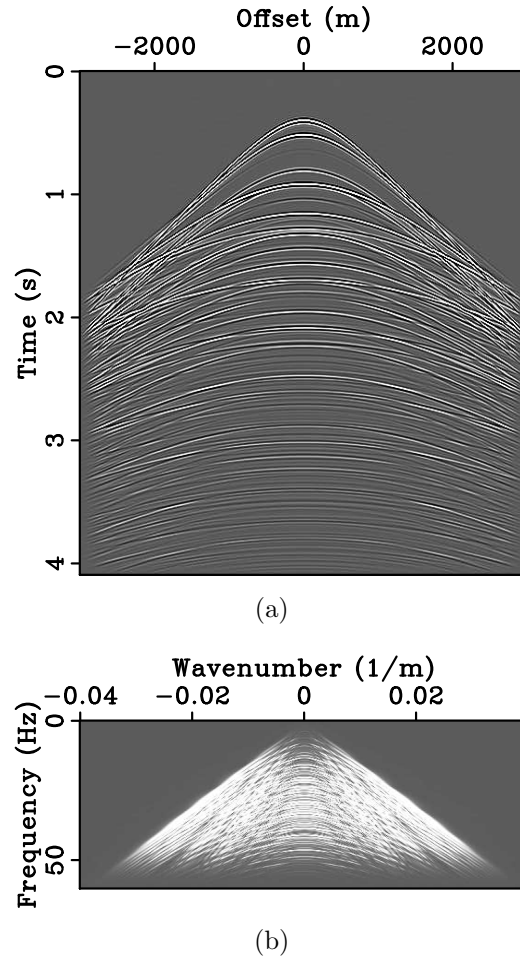 Offset (m)
−2000 0 2000
0
1
2
3
4
Time (s)
(a)
Wavenumber (1/m)
−0.04 −0.02 0 0.02
0
50
Frequency (Hz)
(b)